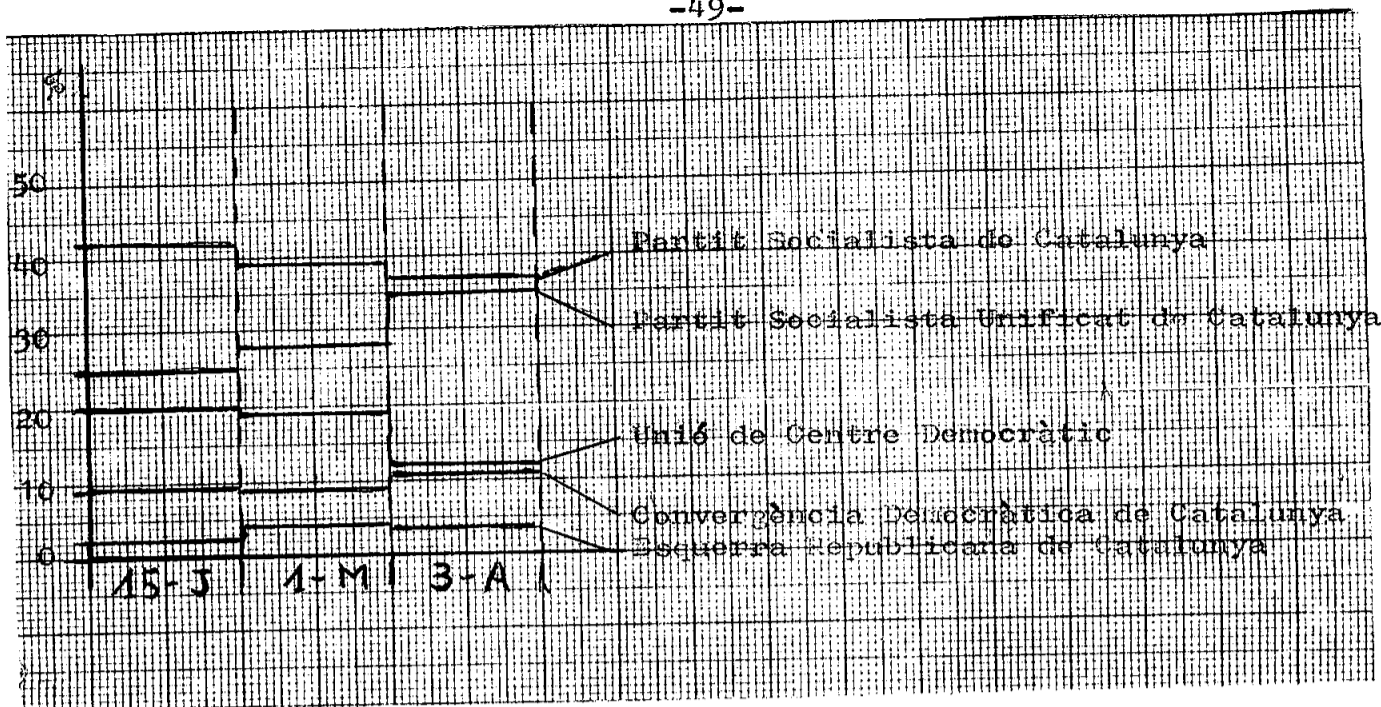 -49-
%
50
40
30
20
10
0
Partit Socialista de Catalunya
Partit Socialista Unificat de Catalunya
Unió de Centre Democràtic
Convergència Democràtica de Catalunya
Esquerra Republicana de Catalunya
15-J 1-M 3-A